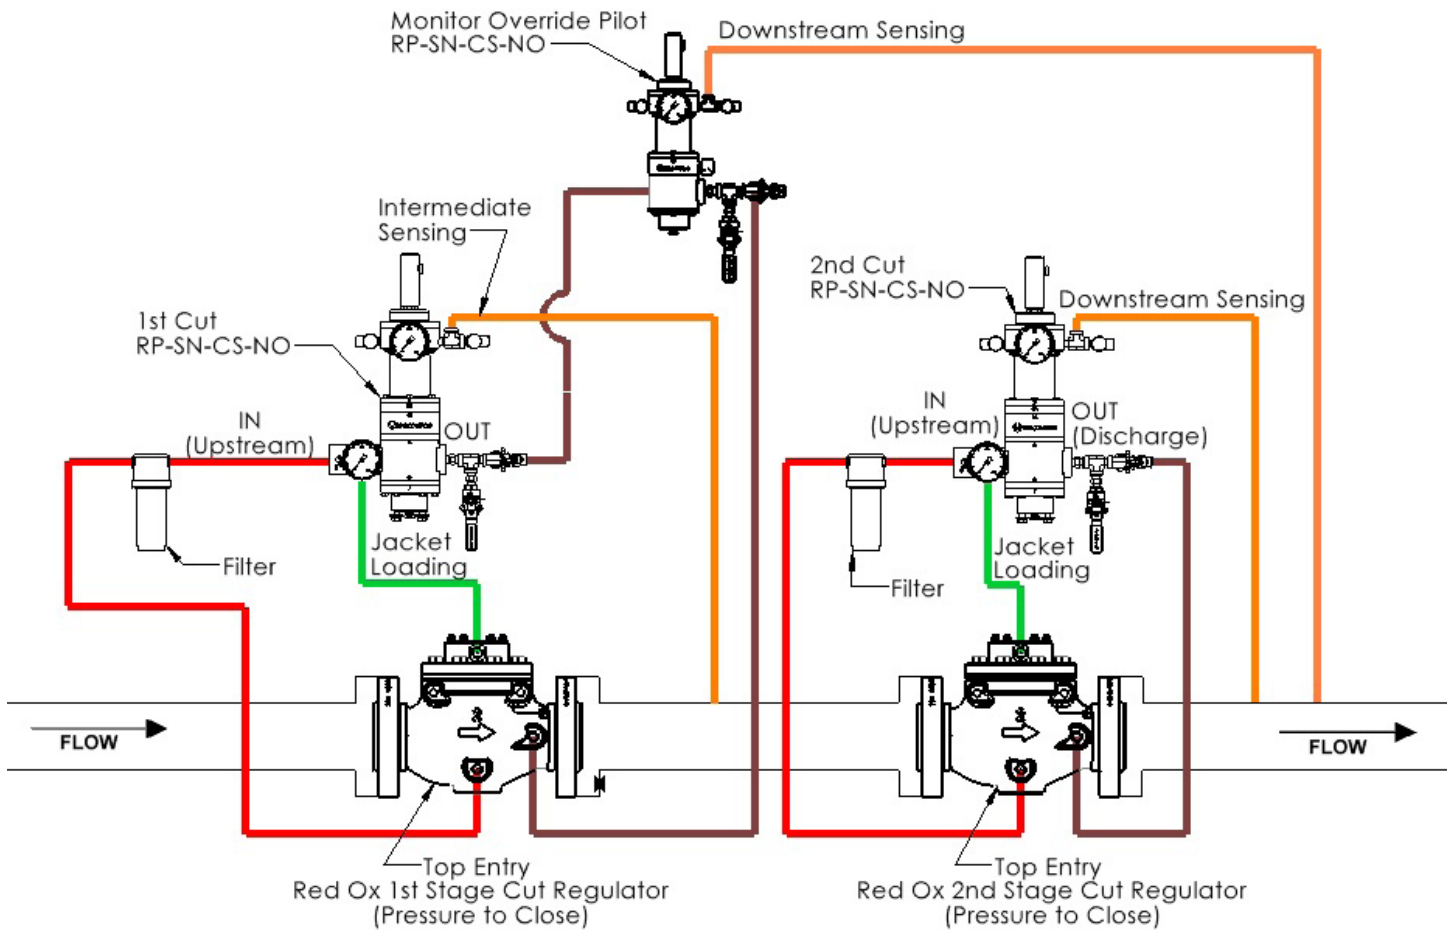 Monitor Override Pilot
RP-SN-CS-NO
Downstream Sensing
Intermediate
Sensing
2nd Cut
RP-SN-CS-NO
Downstream Sensing
1st Cut
RP-SN-CS-NO
IN
(Upstream)
OUT
IN
(Upstream)
OUT
(Discharge)
Jacket
Loading
Filter
Jacket
Loading
Filter
FLOW
FLOW
Top Entry
Red Ox 1st Stage Cut Regulator
(Pressure to Close)
Top Entry
Red Ox 2nd Stage Cut Regulator
(Pressure to Close)